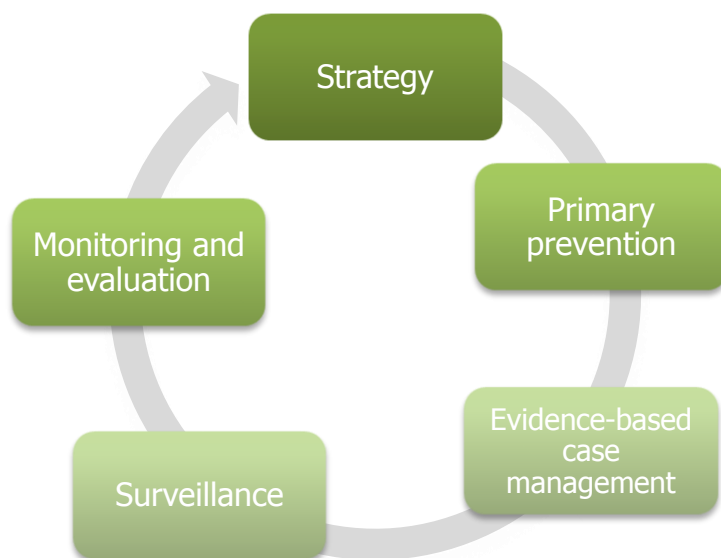 Strategy
Primary
prevention
Evidence-based
case
management
Surveillance
Monitoring and
evaluation